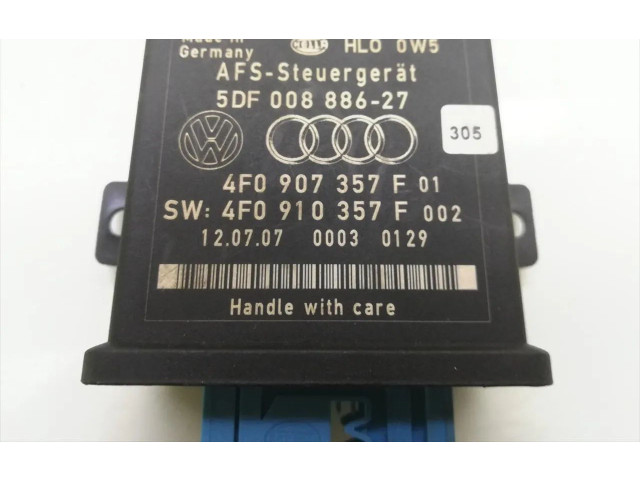 Made in
Germany
HLO 0W5
AFS-Steuergerät
5DF 008 886-27
305
4F0 907 357 F 01
SW: 4F0 910 357 F 002
12.07.07 0003 0129
Handle with care